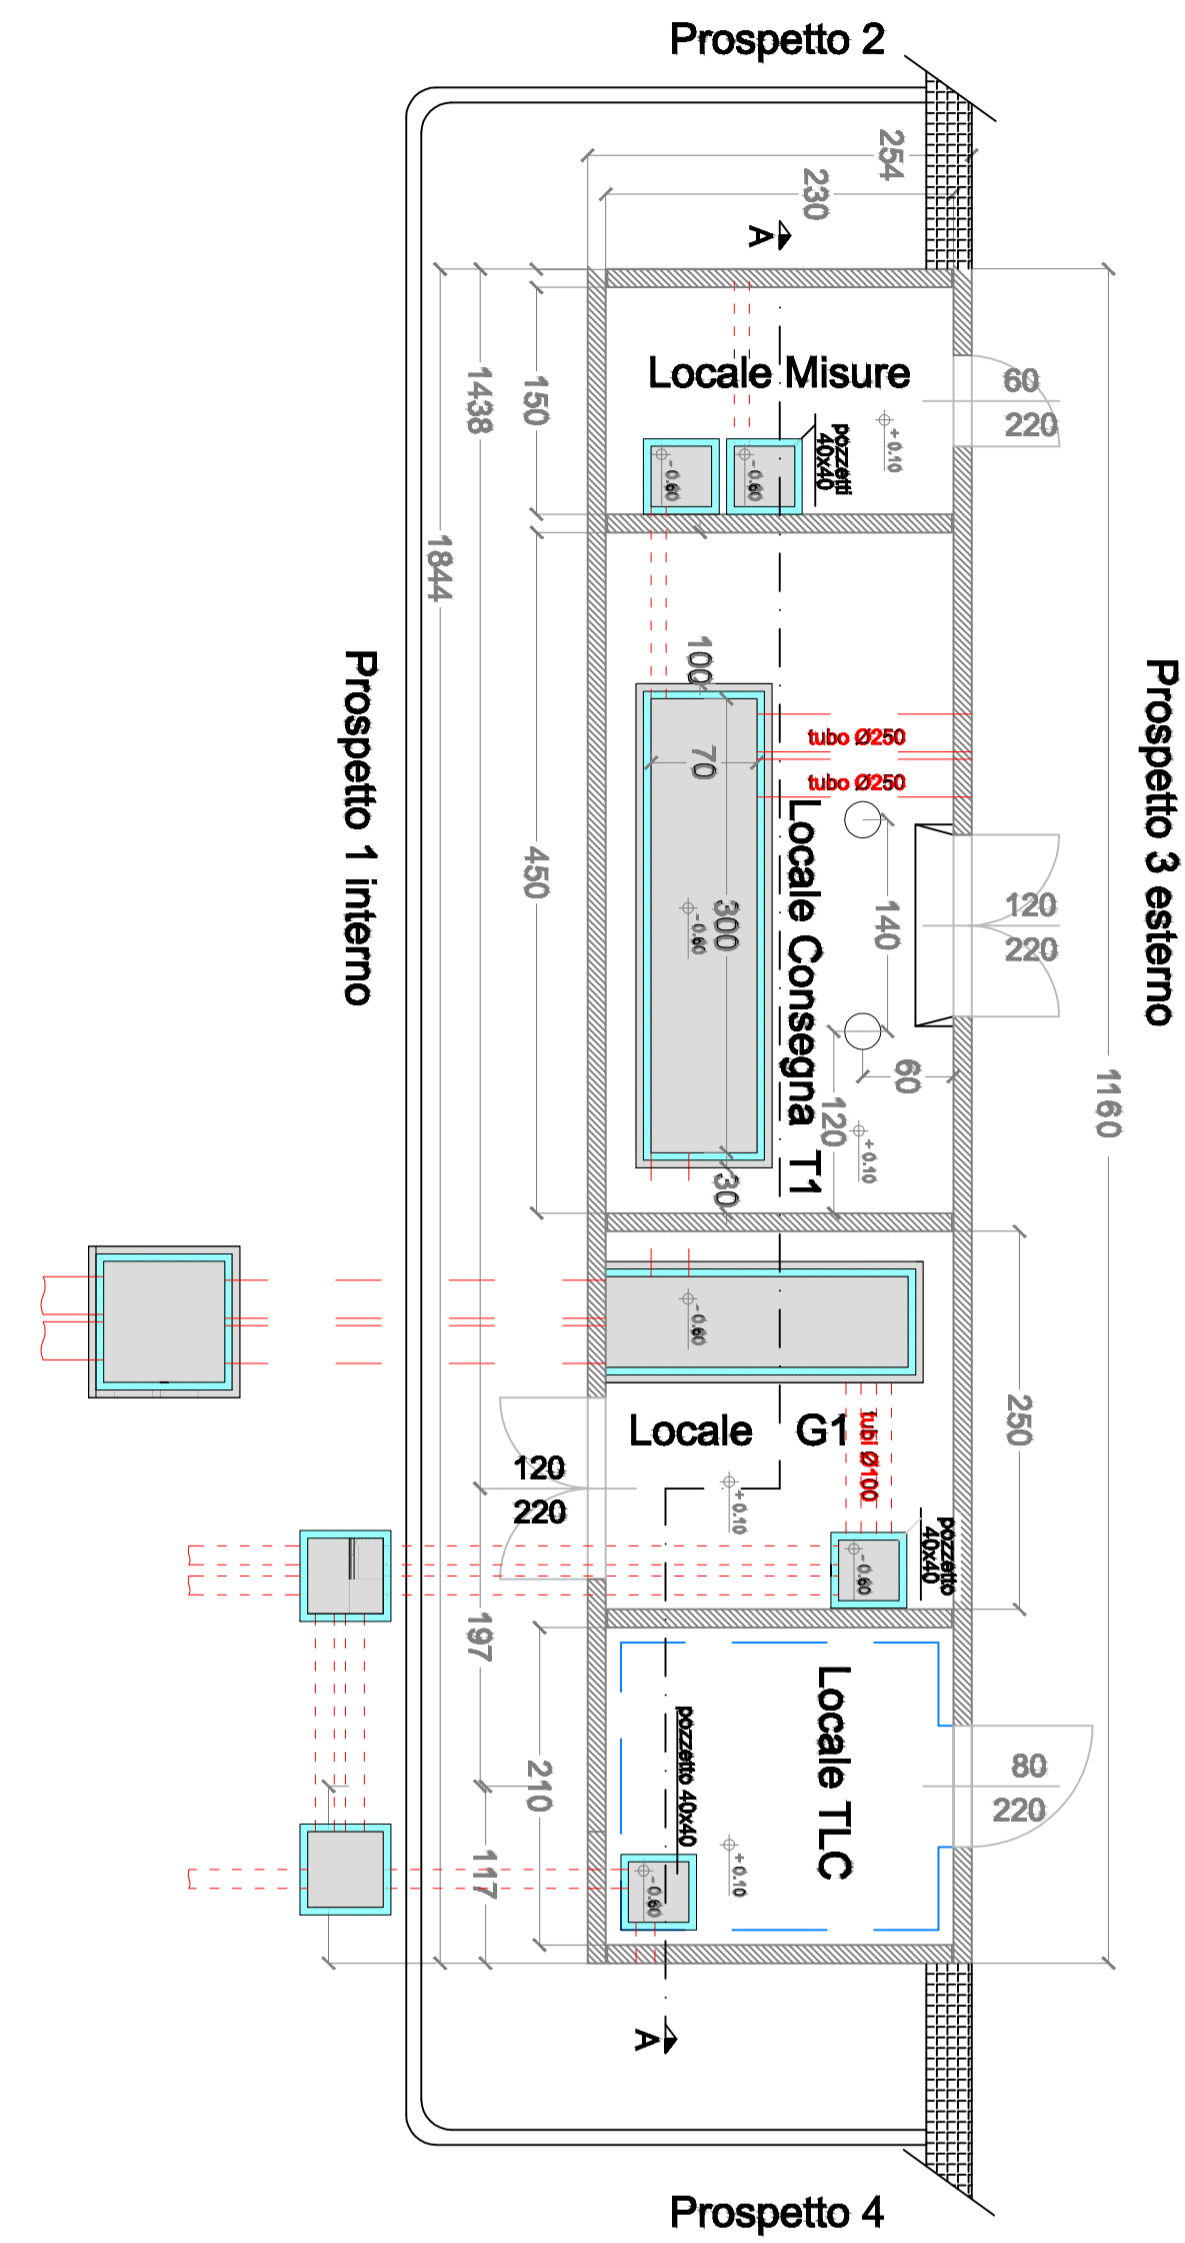 Prospetto 2
254
230
A
Locale Misure
60
220
+ 0.10
pozzetti
40x40
- 0.60
- 0.60
150
1438
1844
1160
100
tubo Ø250
tubo Ø250
70
300
- 0.60
Locale Consegna T1
140
120
220
60
120
+ 0.10
30
450
Prospetto 1 interno
Prospetto 3 esterno
- 0.60
250
Locale G1
tubi Ø100
120
220
+ 0.10
pozzetto
40x40
- 0.60
197
210
117
Locale TLC
80
220
pozzetto 40x40
+ 0.10
- 0.60
A
Prospetto 4